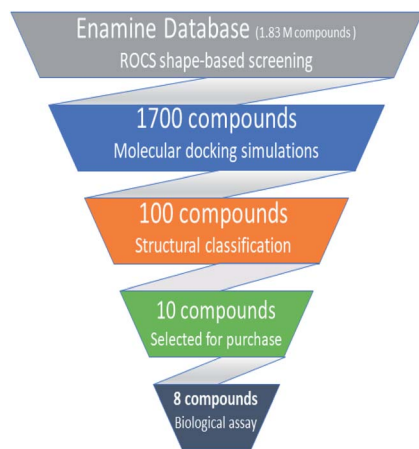 Enamine Database (1.83 M compounds )
ROCS shape-based screening
1700 compounds
Molecular docking simulations
100 compounds
Structural classification
10 compounds
Selected for purchase
8 compounds
Biological assay